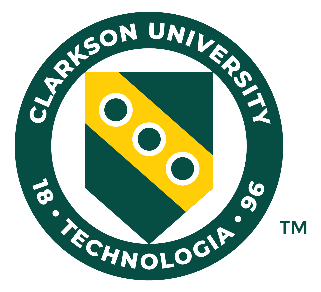 CLARKSON UNIVERSITY
18 • TECHNOLOGIA • 96
TM